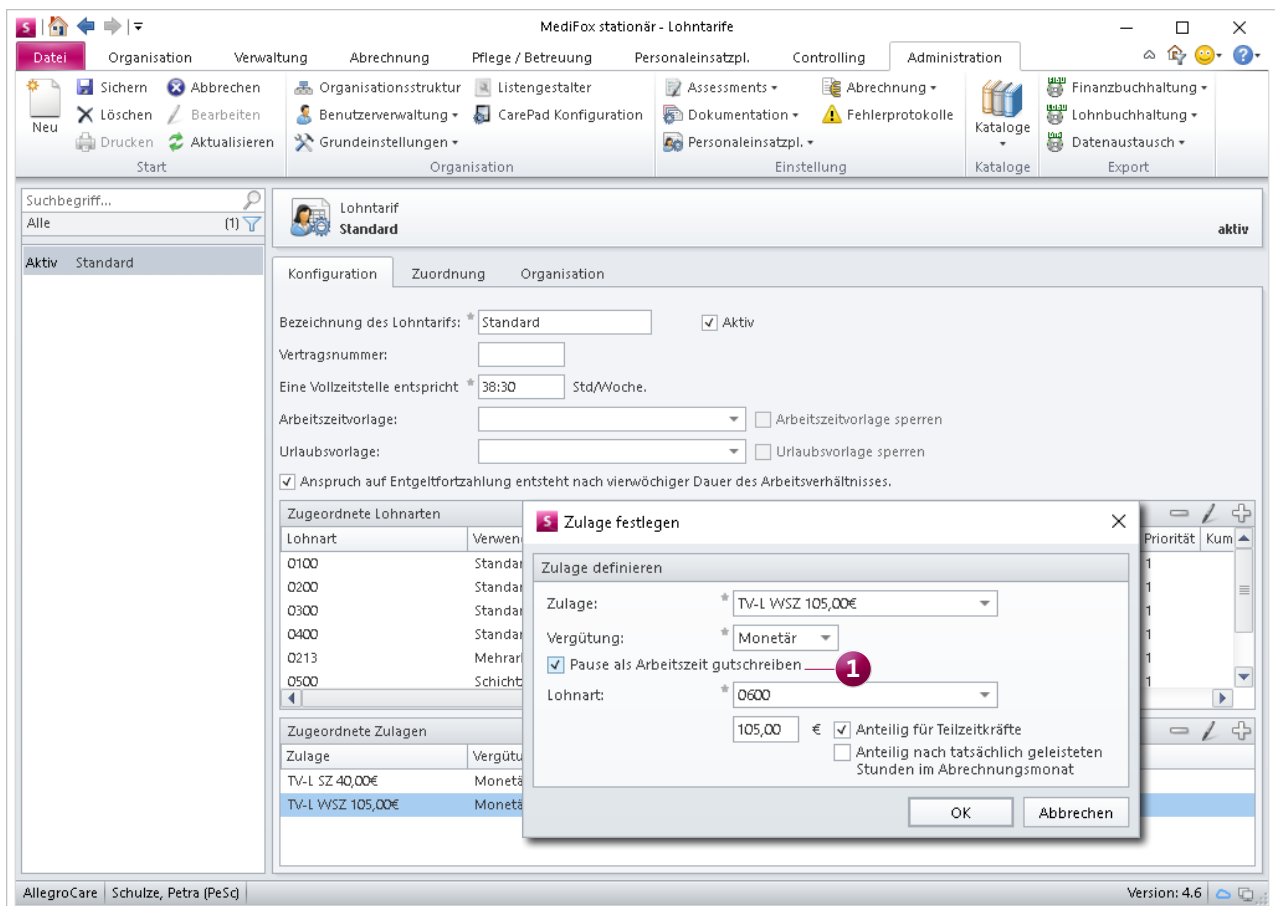 S
MediFox stationär - Lohntarife
Datei Organisation Verwaltung Abrechnung Pflege / Betreuung Personaleinsatzpl. Controlling Administration
Neu
Sichern Abbrechen
Löschen Bearbeiten
Drucken Aktualisieren
Start
Organisationsstruktur Listengestalter
Benutzerverwaltung CarePad Konfiguration
Grundeinstellungen
Organisation
Assessments Abrechnung
Dokumentation Fehlerprotokolle
Personaleinsatzpl.
Einstellung
Kataloge
Kataloge
Finanzbuchhaltung
Lohnbuchhaltung
Datenaustausch
Export
Suchbegriff...
Alle (1)
Aktiv Standard
Lohntarif
Standard
aktiv
Konfiguration Zuordnung Organisation
Bezeichnung des Lohntarifs: * Standard Aktiv
Vertragsnummer:
Eine Vollzeitstelle entspricht * 38:30 Std/Woche.
Arbeitszeitvorlage: Arbeitszeitvorlage sperren
Urlaubsvorlage: Urlaubsvorlage sperren
Anspruch auf Entgeltfortzahlung entsteht nach vierwöchiger Dauer des Arbeitsverhältnisses.
Zugeordnete Lohnarten
Lohnart Verwen Priorität Kum
0100 Standar 1
0200 Standar 1
0300 Standar 1
0400 Standar 1
0213 Mehrar 1
0500 Schicht 1
Zugeordnete Zulagen
Zulage Vergütu
TV-L SZ 40,00€ Monetä
TV-L WSZ 105,00€ Monetä
S Zulage festlegen
Zulage definieren
Zulage: * TV-L WSZ 105,00€
Vergütung: * Monetär
Pause als Arbeitszeit gutschreiben 1
Lohnart: * 0600
105,00 € Anteilig für Teilzeitkräfte
Anteilig nach tatsächlich geleisteten
Stunden im Abrechnungsmonat
OK Abbrechen
AllegroCare Schulze, Petra (PeSc) Version: 4.6